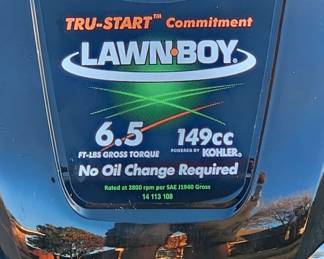 TRU-START™ Commitment
LAWN-BOY®
6.5 149cc
FT-LBS GROSS TORQUE POWERED BY KOHLER®
No Oil Change Required
Rated at 2800 rpm per SAE J1940 Gross
14 113 108